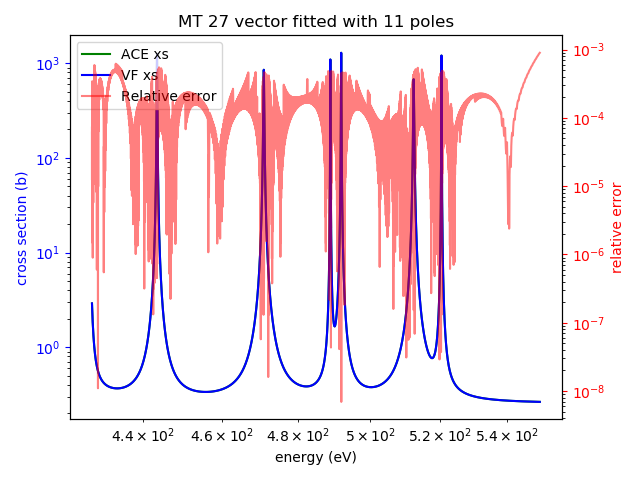 MT 27 vector fitted with 11 poles
ACE xs
VF xs
Relative error
10³
10²
10¹
10⁰
cross section (b)
10⁻³
10⁻⁴
10⁻⁵
10⁻⁶
10⁻⁷
10⁻⁸
relative error
4.4 × 10² 4.6 × 10² 4.8 × 10² 5 × 10² 5.2 × 10² 5.4 × 10²
energy (eV)